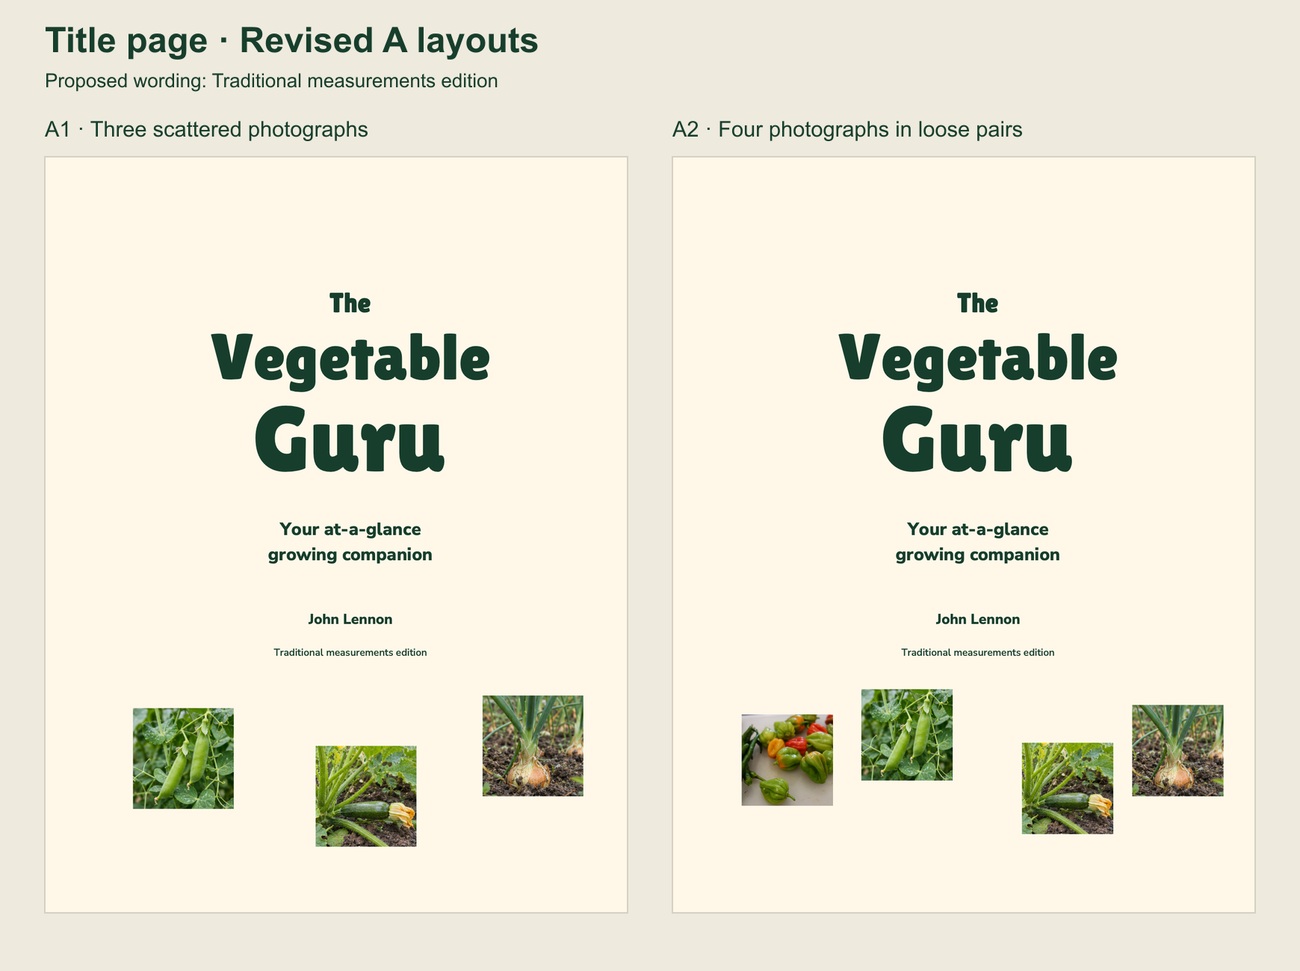 Title page · Revised A layouts
Proposed wording: Traditional measurements edition
A1 · Three scattered photographs
The
Vegetable
Guru
Your at-a-glance
growing companion
John Lennon
Traditional measurements edition
A2 · Four photographs in loose pairs
The
Vegetable
Guru
Your at-a-glance
growing companion
John Lennon
Traditional measurements edition